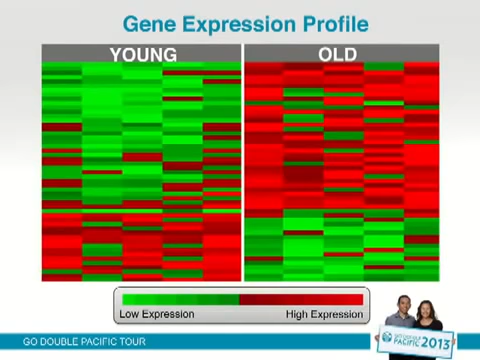 Gene Expression Profile
YOUNG
OLD
Low Expression
High Expression
GO DOUBLE PACIFIC TOUR
PACIFIC 2013